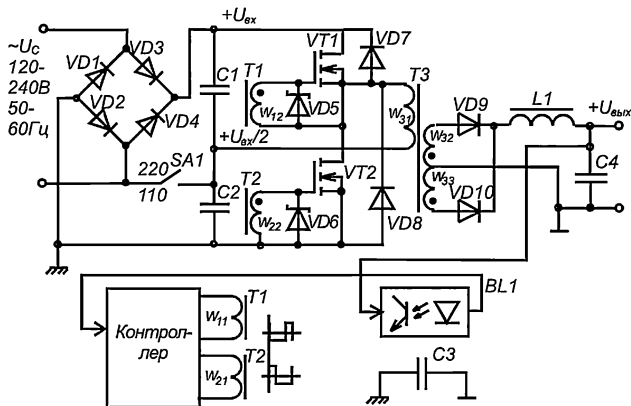 +Uвх
~Uс
120-
240В
50-
60Гц
VD1
VD3
VD2
VD4
C1
T1
VT1
VD7
w12
VD5
T3
w31
+Uвх/2
VD9
L1
+Uвых
w32
w33
VD10
C4
220
SA1
110
C2
T2
VT2
w22
VD6
VD8
Контрол-
лер
w11
T1
w21
T2
BL1
C3